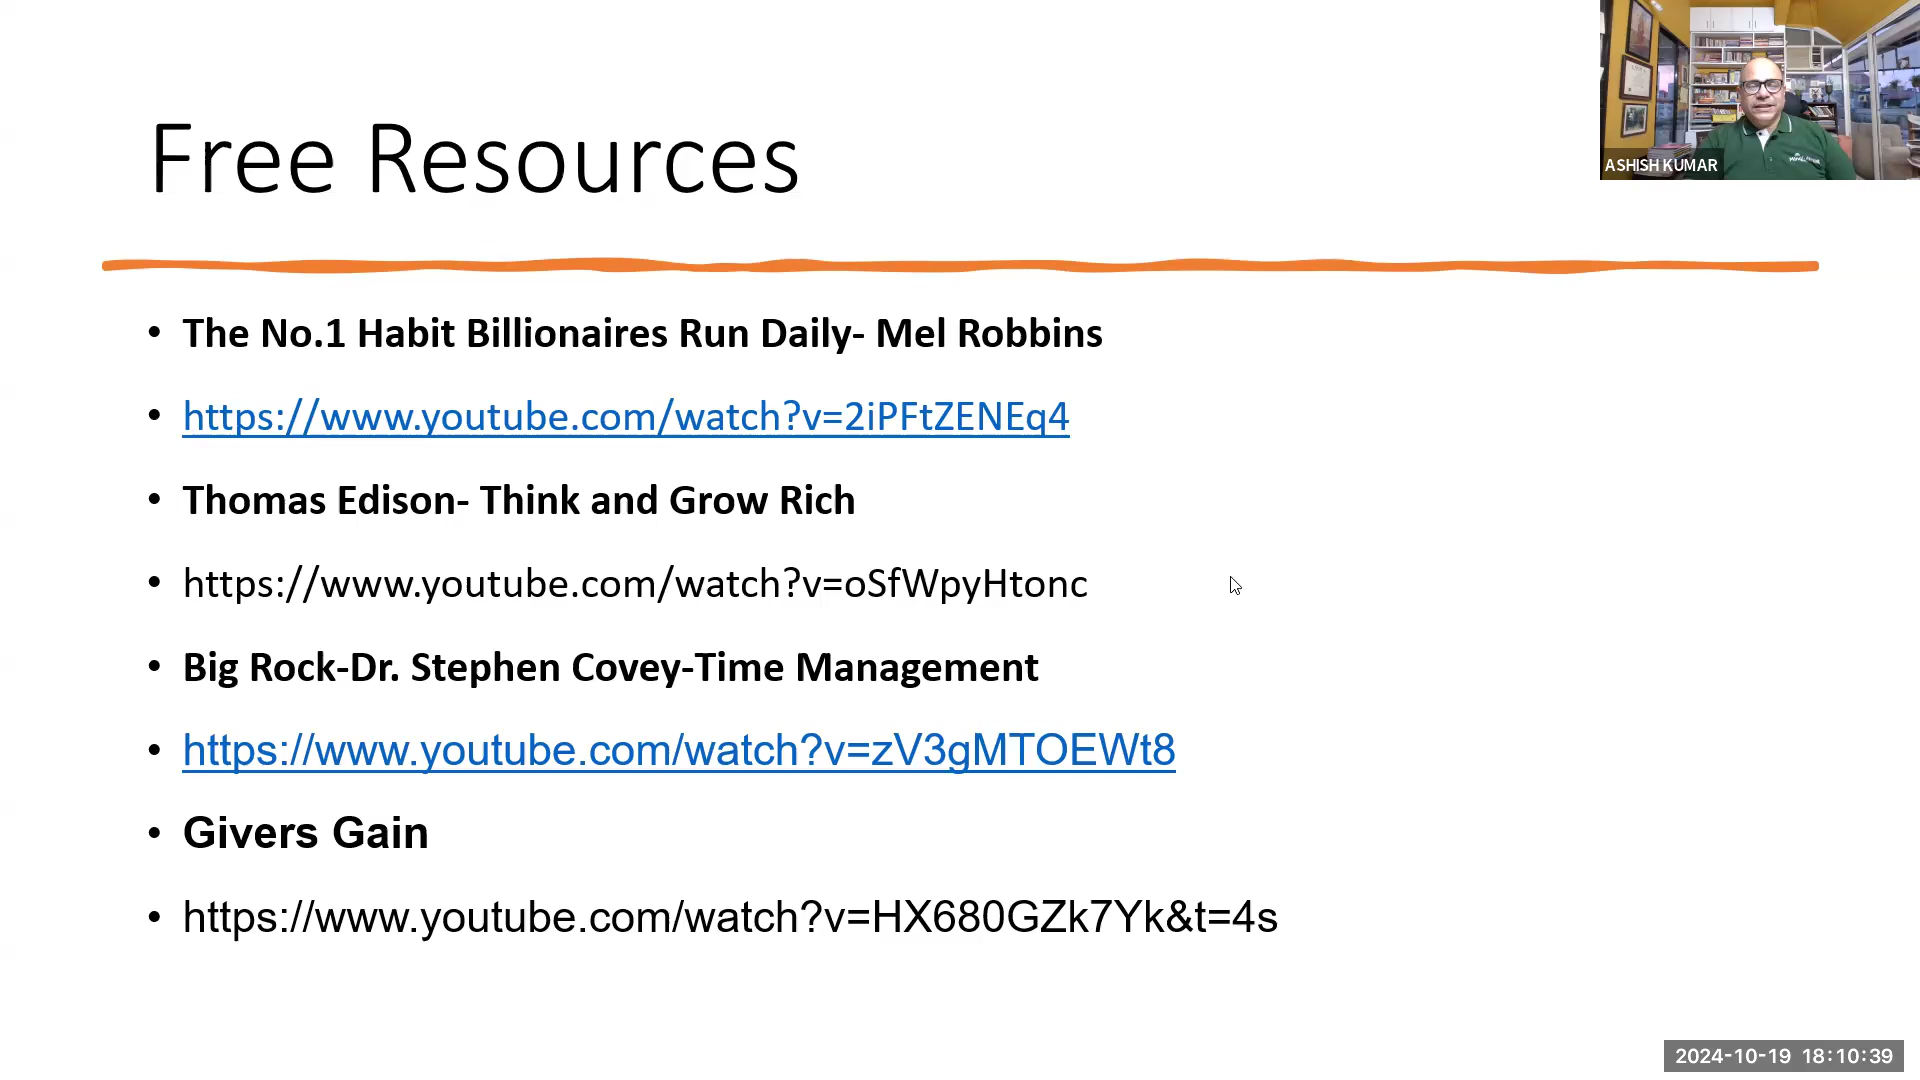 Free Resources
ASHISH KUMAR
• The No.1 Habit Billionaires Run Daily- Mel Robbins
• https://www.youtube.com/watch?v=2iPFtZENEq4
• Thomas Edison- Think and Grow Rich
• https://www.youtube.com/watch?v=oSfWpyHtonc
• Big Rock-Dr. Stephen Covey-Time Management
• https://www.youtube.com/watch?v=zV3gMTOEWt8
• Givers Gain
• https://www.youtube.com/watch?v=HX680GZk7Yk&t=4s
2024-10-19 18:10:39